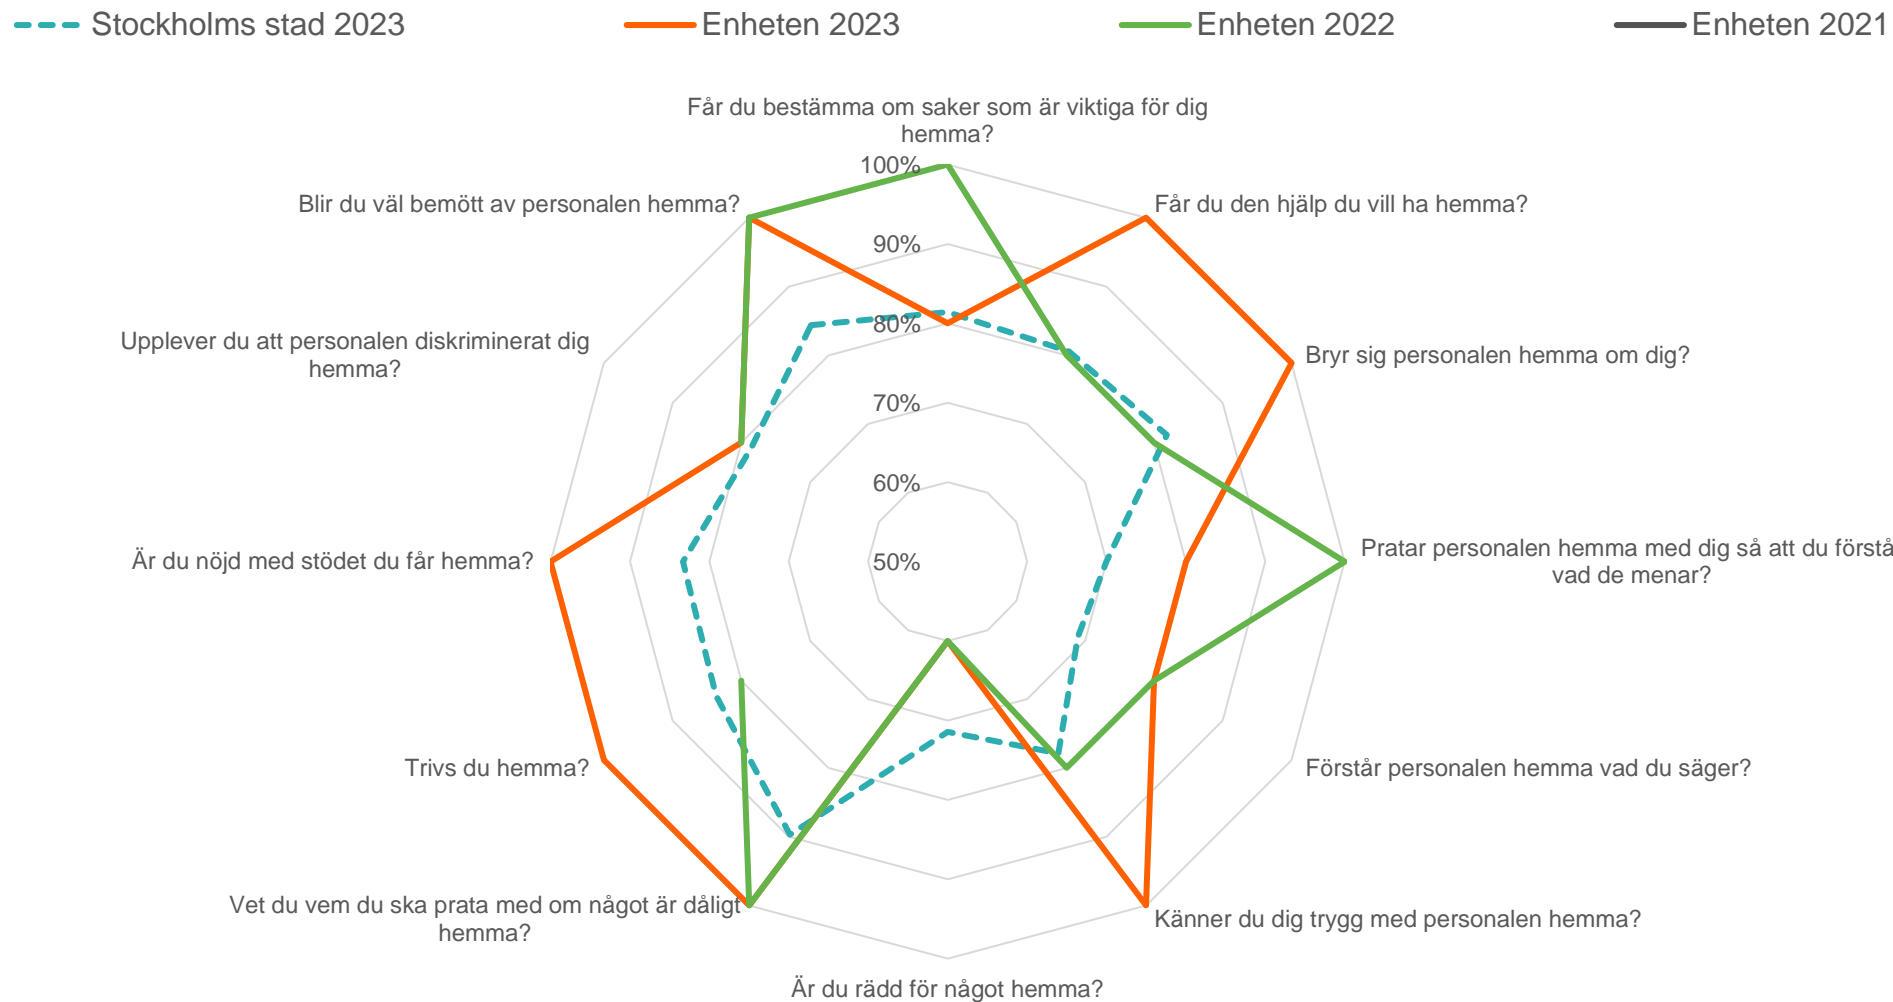 Stockholms stad 2023
Enheten 2023
Enheten 2022
Enheten 2021
Får du bestämma om saker som är viktiga för dig
hemma?
100%
90%
80%
70%
60%
50%
Får du den hjälp du vill ha hemma?
Bryr sig personalen hemma om dig?
Pratar personalen hemma med dig så att du förstår
vad de menar?
Förstår personalen hemma vad du säger?
Känner du dig trygg med personalen hemma?
Är du rädd för något hemma?
Vet du vem du ska prata med om något är dåligt
hemma?
Trivs du hemma?
Är du nöjd med stödet du får hemma?
Upplever du att personalen diskriminerat dig
hemma?
Blir du väl bemött av personalen hemma?